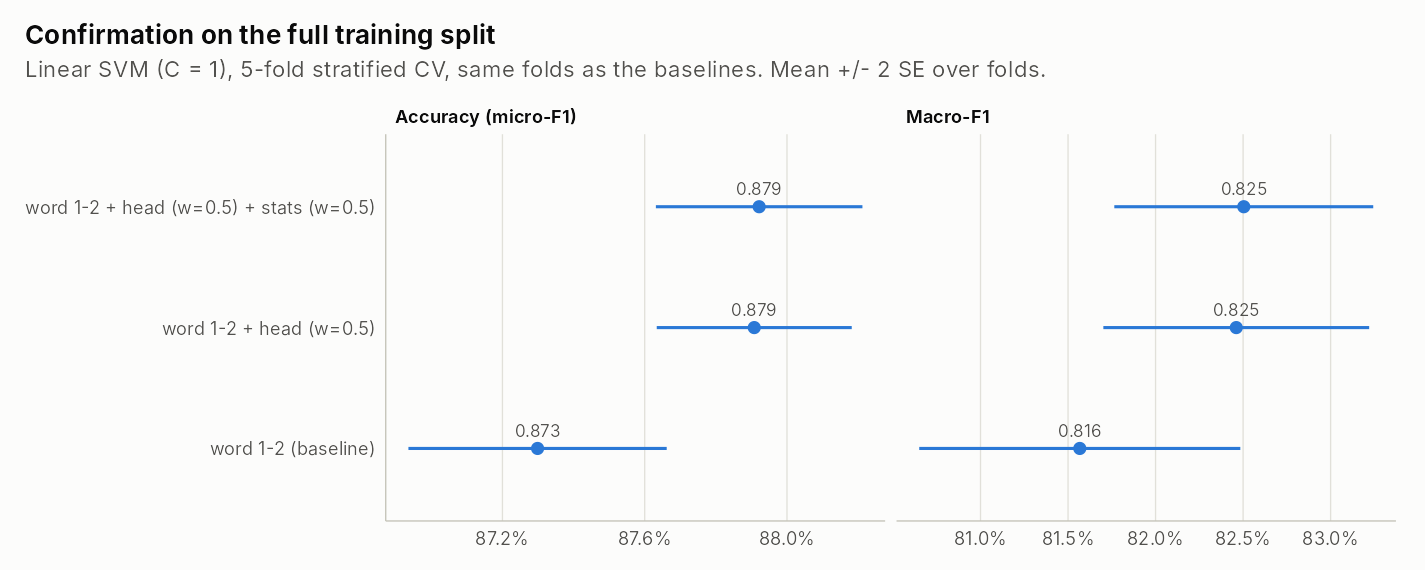 Confirmation on the full training split
Linear SVM (C = 1), 5-fold stratified CV, same folds as the baselines. Mean +/- 2 SE over folds.
Accuracy (micro-F1)
Macro-F1
word 1-2 + head (w=0.5) + stats (w=0.5)
0.879
0.825
word 1-2 + head (w=0.5)
0.879
0.825
word 1-2 (baseline)
0.873
0.816
87.2%
87.6%
88.0%
81.0%
81.5%
82.0%
82.5%
83.0%